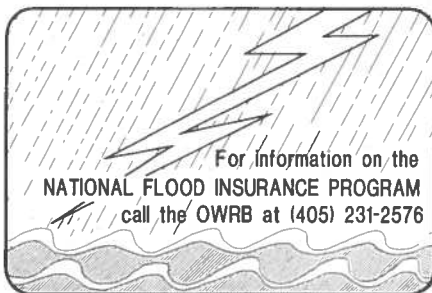 For information on the
NATIONAL FLOOD INSURANCE PROGRAM
call the OWRB at (405) 231-2576